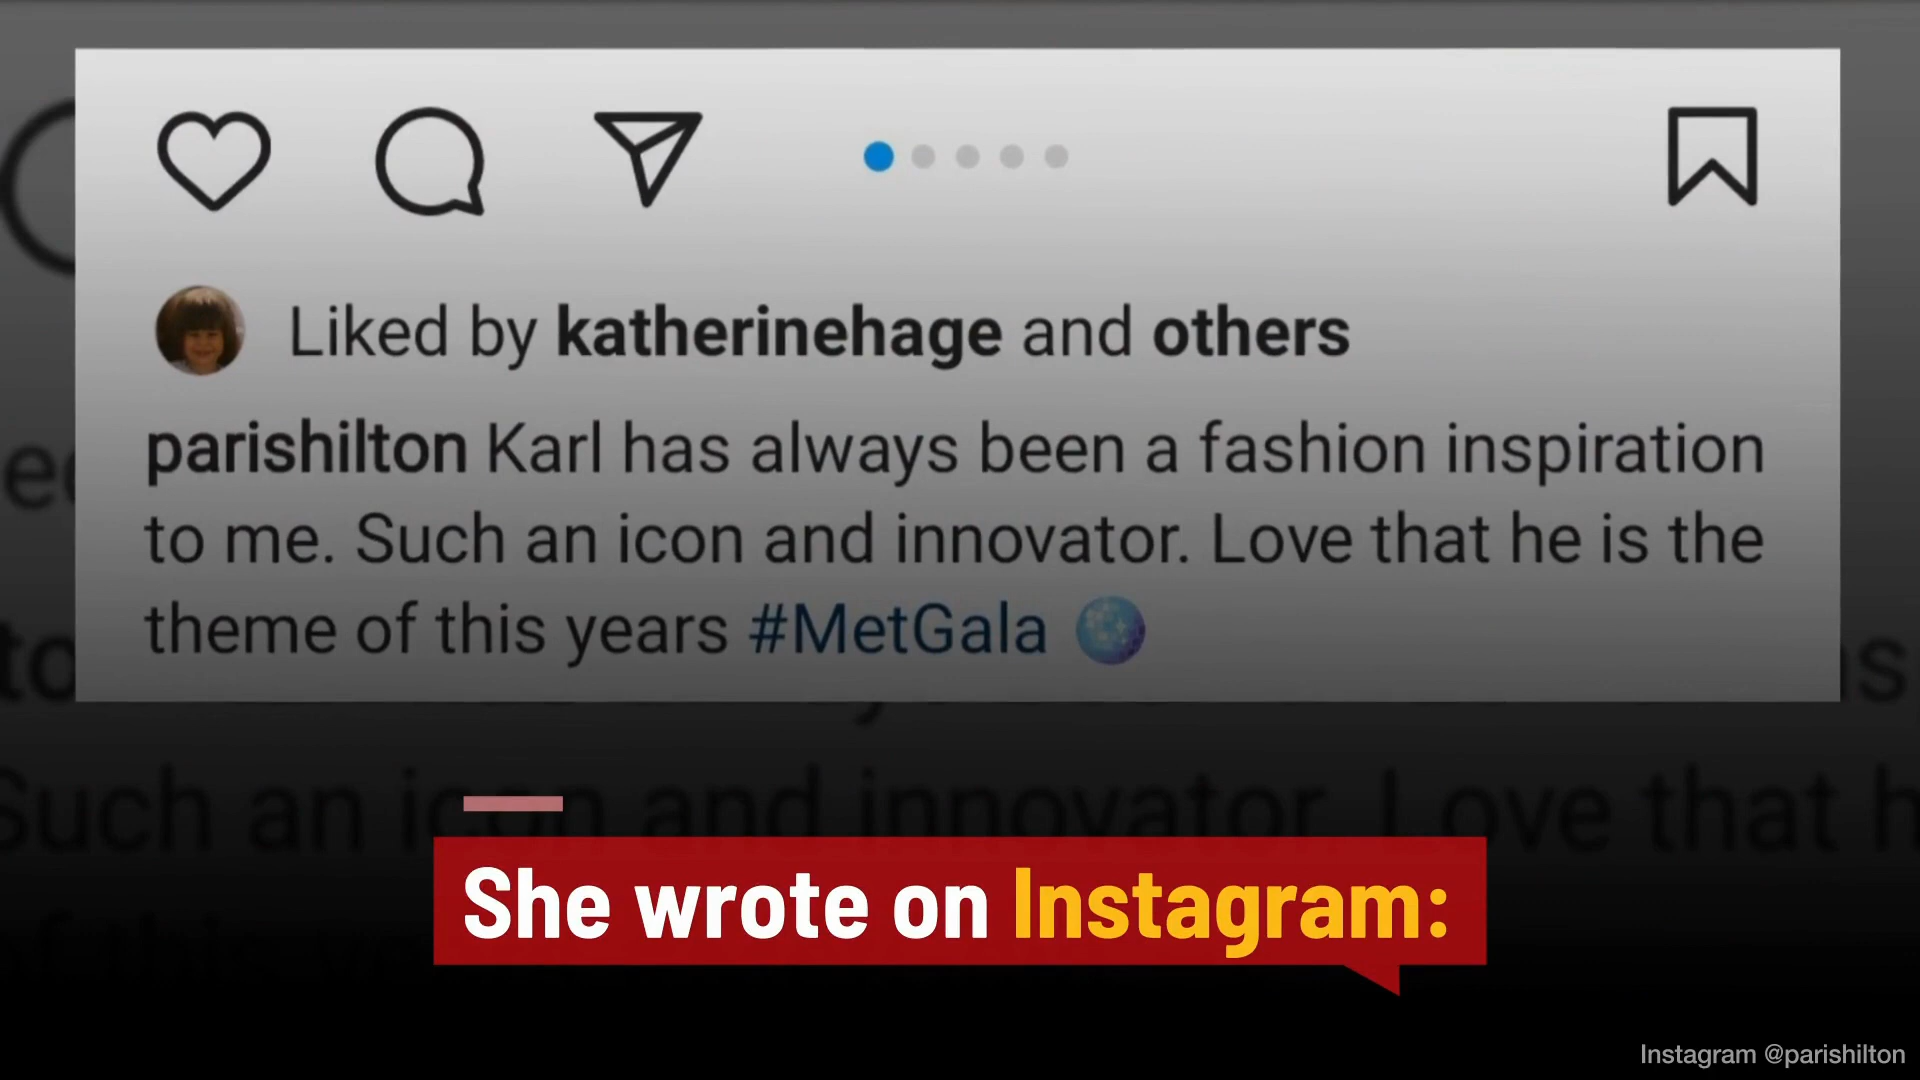 Liked by katherinehage and others
parishilton Karl has always been a fashion inspiration
to me. Such an icon and innovator. Love that he is the
theme of this years #MetGala 🪩
She wrote on Instagram:
Instagram @parishilton